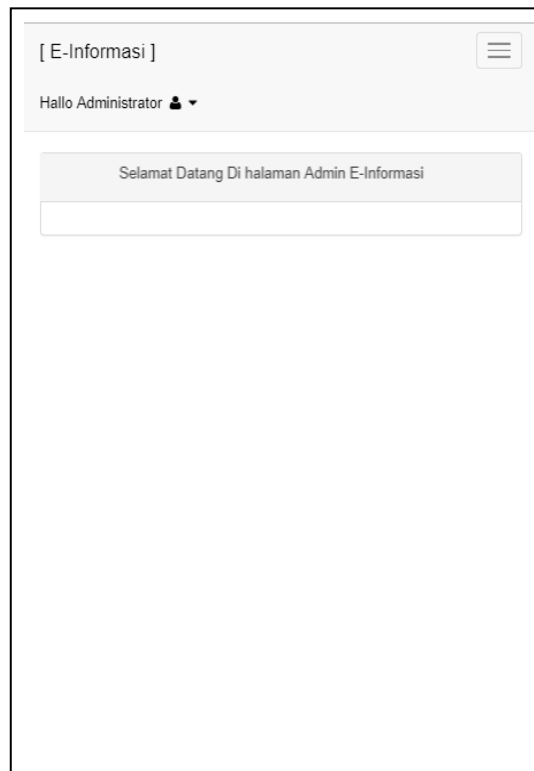 [ E-Informasi ]
Hallo Administrator
Selamat Datang Di halaman Admin E-Informasi